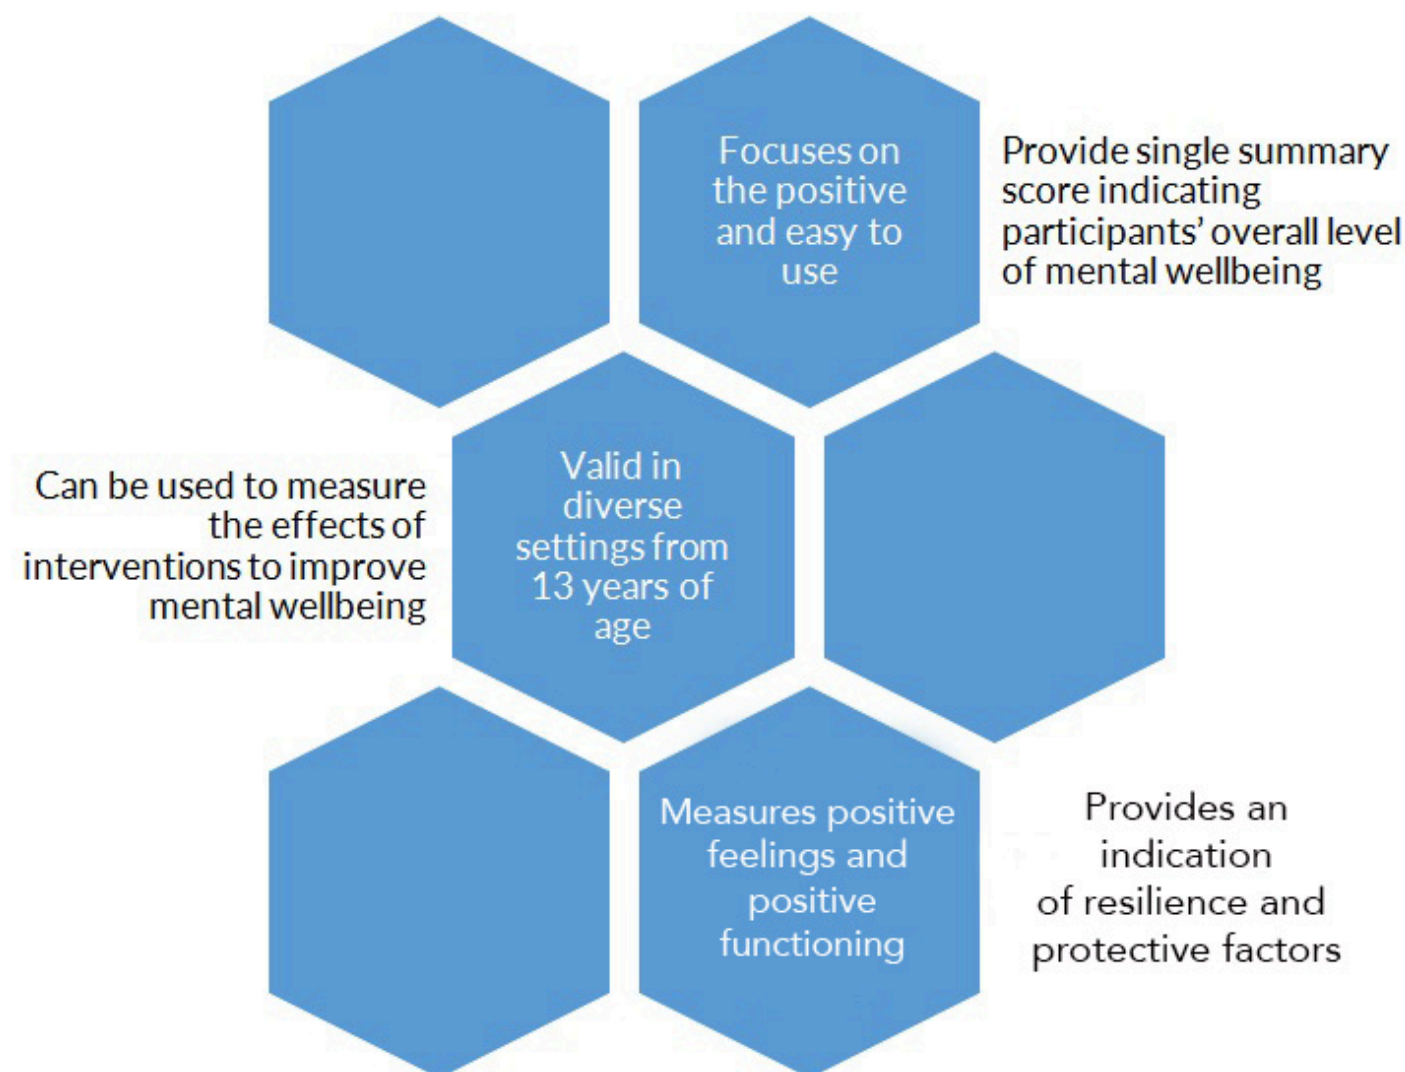 Focuses on
the positive
and easy to
use
Provide single summary
score indicating
participants’ overall level
of mental wellbeing
Can be used to measure
the effects of
interventions to improve
mental wellbeing
Valid in
diverse
settings from
13 years of
age
Measures positive
feelings and
positive
functioning
Provides an
indication
of resilience and
protective factors